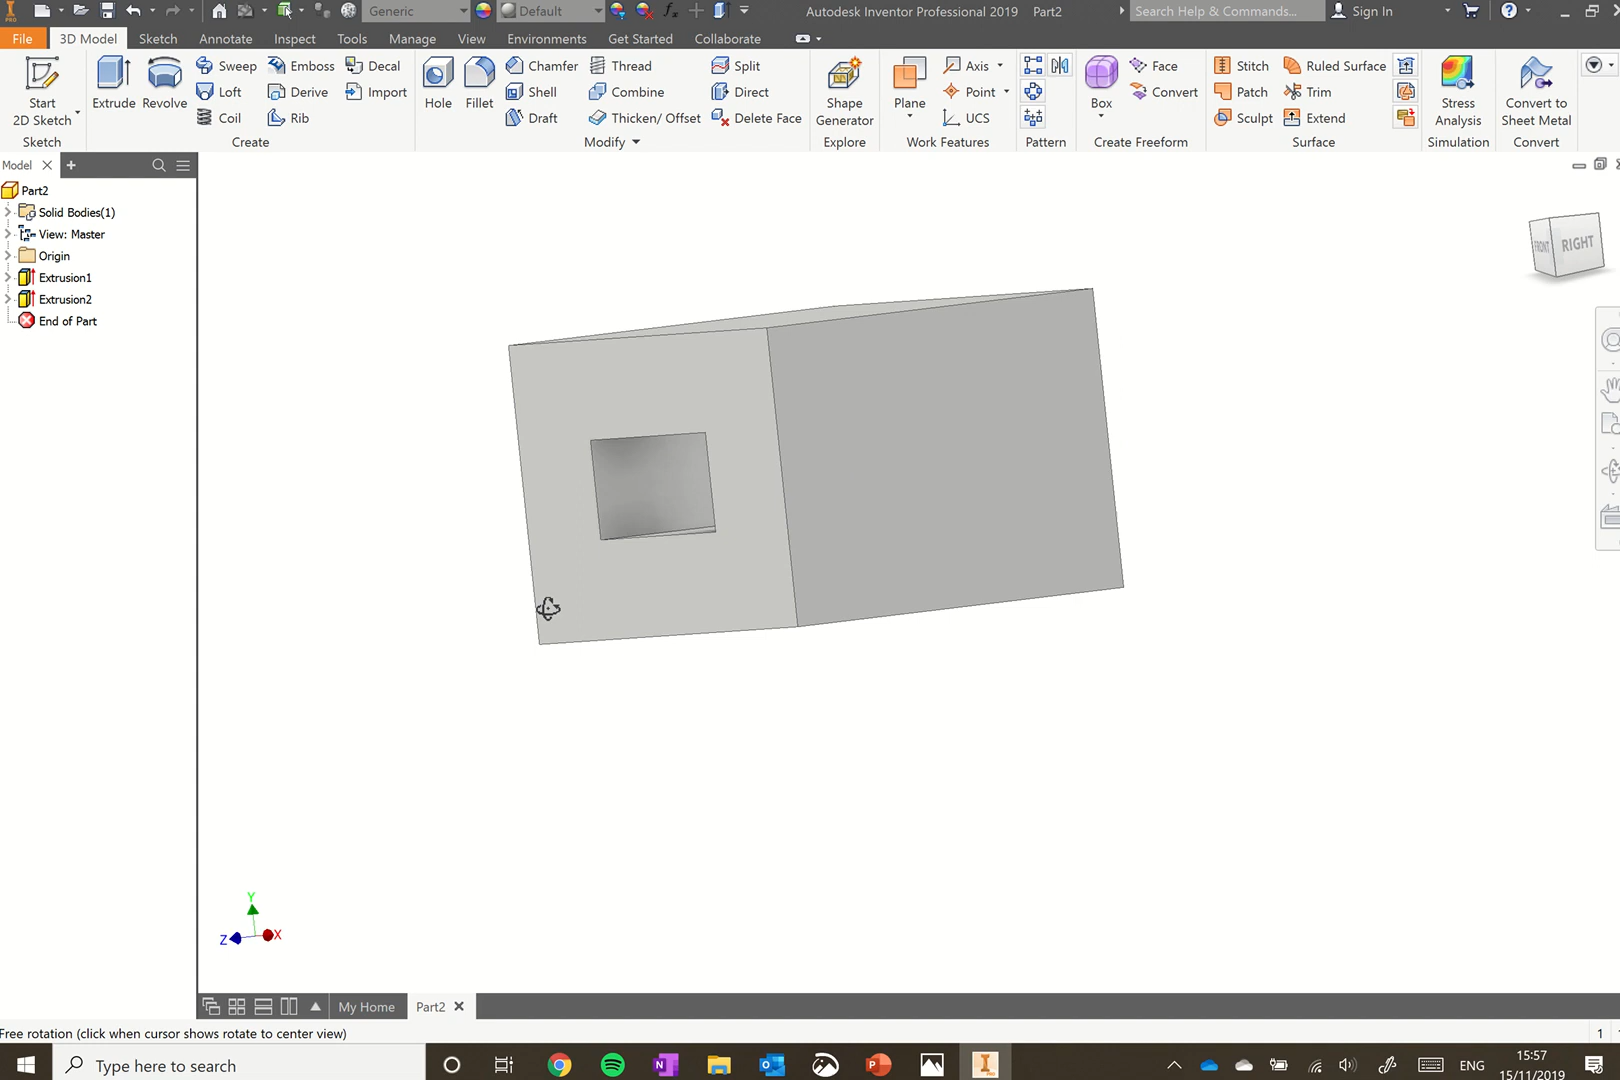 Generic
Default
Autodesk Inventor Professional 2019 Part2
Search Help & Commands...
Sign In
File
3D Model
Sketch
Annotate
Inspect
Tools
Manage
View
Environments
Get Started
Collaborate
Start
2D Sketch
Sketch
Extrude
Revolve
Sweep
Emboss
Decal
Loft
Derive
Import
Coil
Rib
Create
Hole
Fillet
Chamfer
Thread
Split
Shell
Combine
Direct
Draft
Thicken/ Offset
Delete Face
Modify
Shape
Generator
Explore
Plane
Axis
Point
UCS
Work Features
Pattern
Box
Face
Convert
Create Freeform
Stitch
Ruled Surface
Patch
Trim
Sculpt
Extend
Surface
Stress
Analysis
Simulation
Convert to
Sheet Metal
Convert
Model
Part2
Solid Bodies(1)
View: Master
Origin
Extrusion1
Extrusion2
End of Part
FRONT
RIGHT
Y
Z
X
My Home
Part2
Free rotation (click when cursor shows rotate to center view)
1
Type here to search
ENG
15:57
15/11/2019